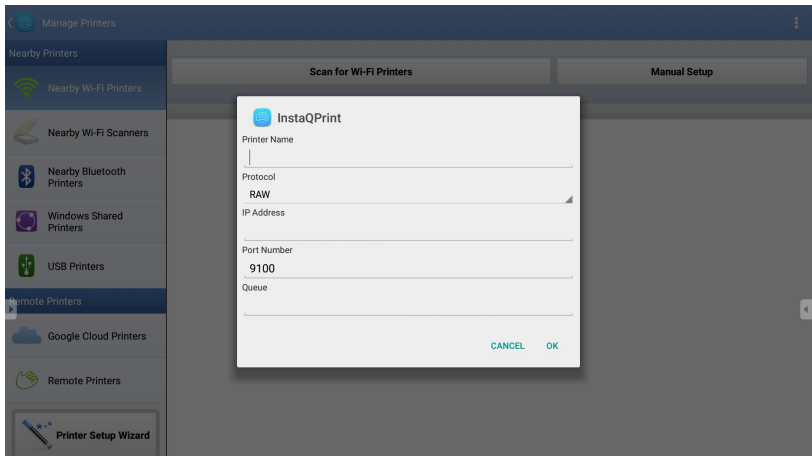 Manage Printers
Nearby Printers
Nearby Wi-Fi Printers
Nearby Wi-Fi Scanners
Nearby Bluetooth
Printers
Windows Shared
Printers
USB Printers
Remote Printers
Google Cloud Printers
Remote Printers
Printer Setup Wizard
Scan for Wi-Fi Printers
Manual Setup
InstaQPrint
Printer Name
Protocol
RAW
IP Address
Port Number
9100
Queue
CANCEL OK